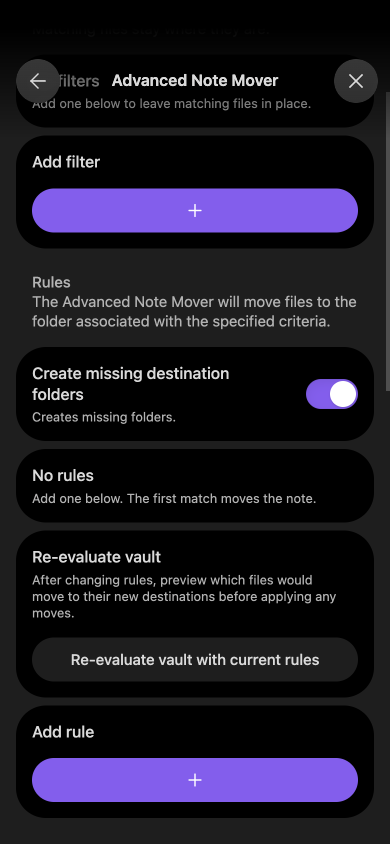 filters
Advanced Note Mover
Add one below to leave matching files in place.
Add filter
Rules
The Advanced Note Mover will move files to the
folder associated with the specified criteria.
Create missing destination
folders
Creates missing folders.
No rules
Add one below. The first match moves the note.
Re-evaluate vault
After changing rules, preview which files would
move to their new destinations before applying any
moves.
Re-evaluate vault with current rules
Add rule